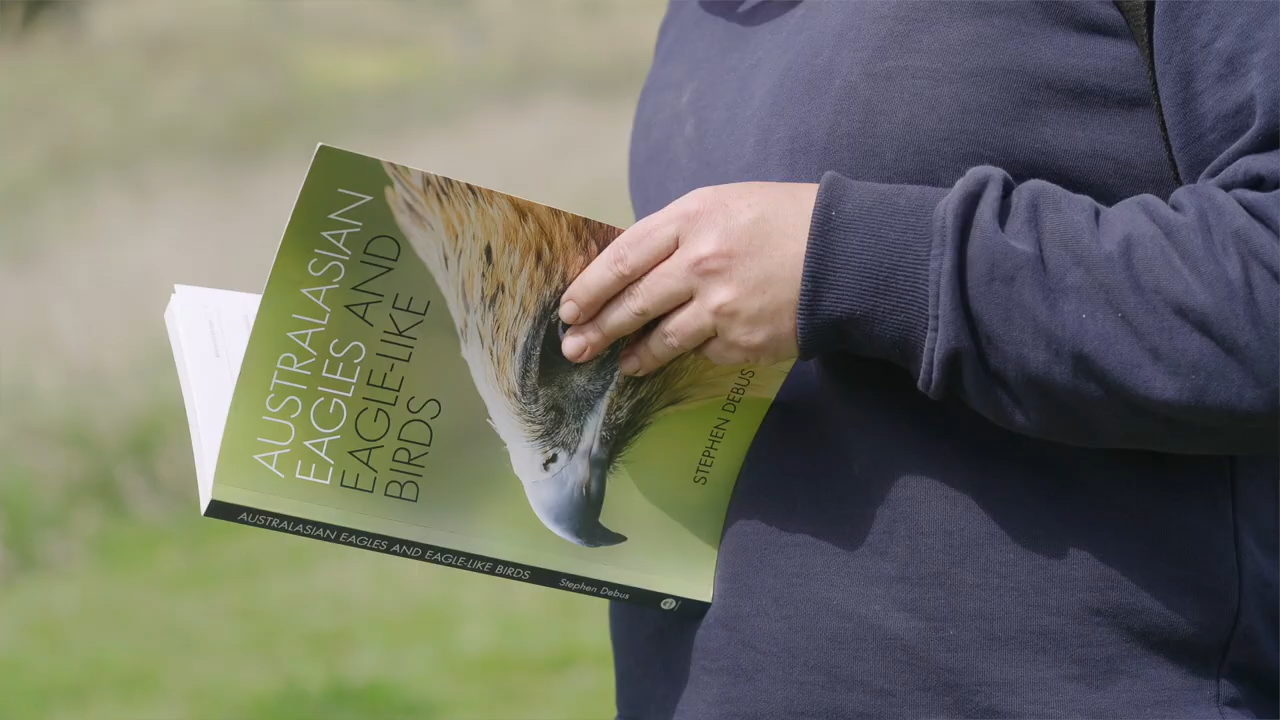 AUSTRALASIAN
EAGLES AND
EAGLE-LIKE
BIRDS
STEPHEN DEBUS
AUSTRALASIAN EAGLES AND EAGLE-LIKE BIRDS Stephen Debus